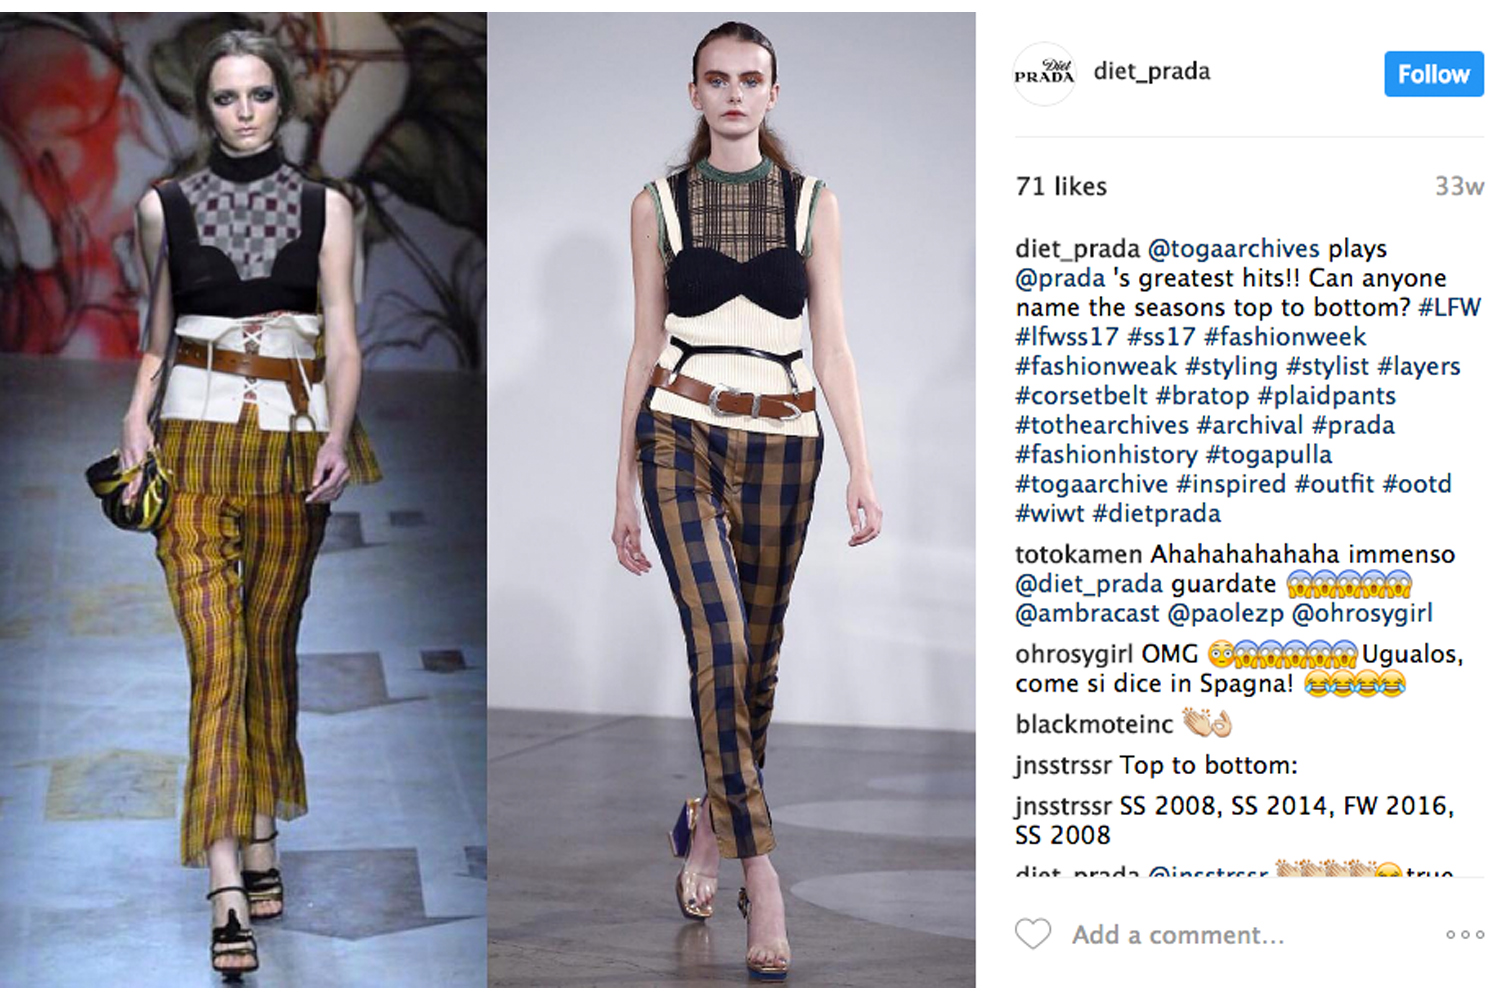 Diet
PRADA
diet_prada
Follow
71 likes
33w
diet_prada @togaarchives plays
@prada 's greatest hits!! Can anyone
name the seasons top to bottom? #LFW
#lfwss17 #ss17 #fashionweek
#fashionweak #styling #stylist #layers
#corsetbelt #bratop #plaidpants
#tothearchives #archival #prada
#fashionhistory #togapulla
#togaarchive #inspired #outfit #ootd
#wiwt #dietprada
totokamen Ahahahahahaha immenso
@diet_prada guardate 😱😱😱😱😱
@ambracast @paolezp @ohrosygirl
ohrosygirl OMG 😳😱😱😱😱😱 Ugualos,
come si dice in Spagna! 😂😂😂😂
blackmoteinc 👏🏻👌🏻
jnsstrssr Top to bottom:
jnsstrssr SS 2008, SS 2014, FW 2016,
SS 2008
diet_prada @jnsstrssr 👏🏻👏🏻👏🏻👏🏻😂 true
Add a comment...